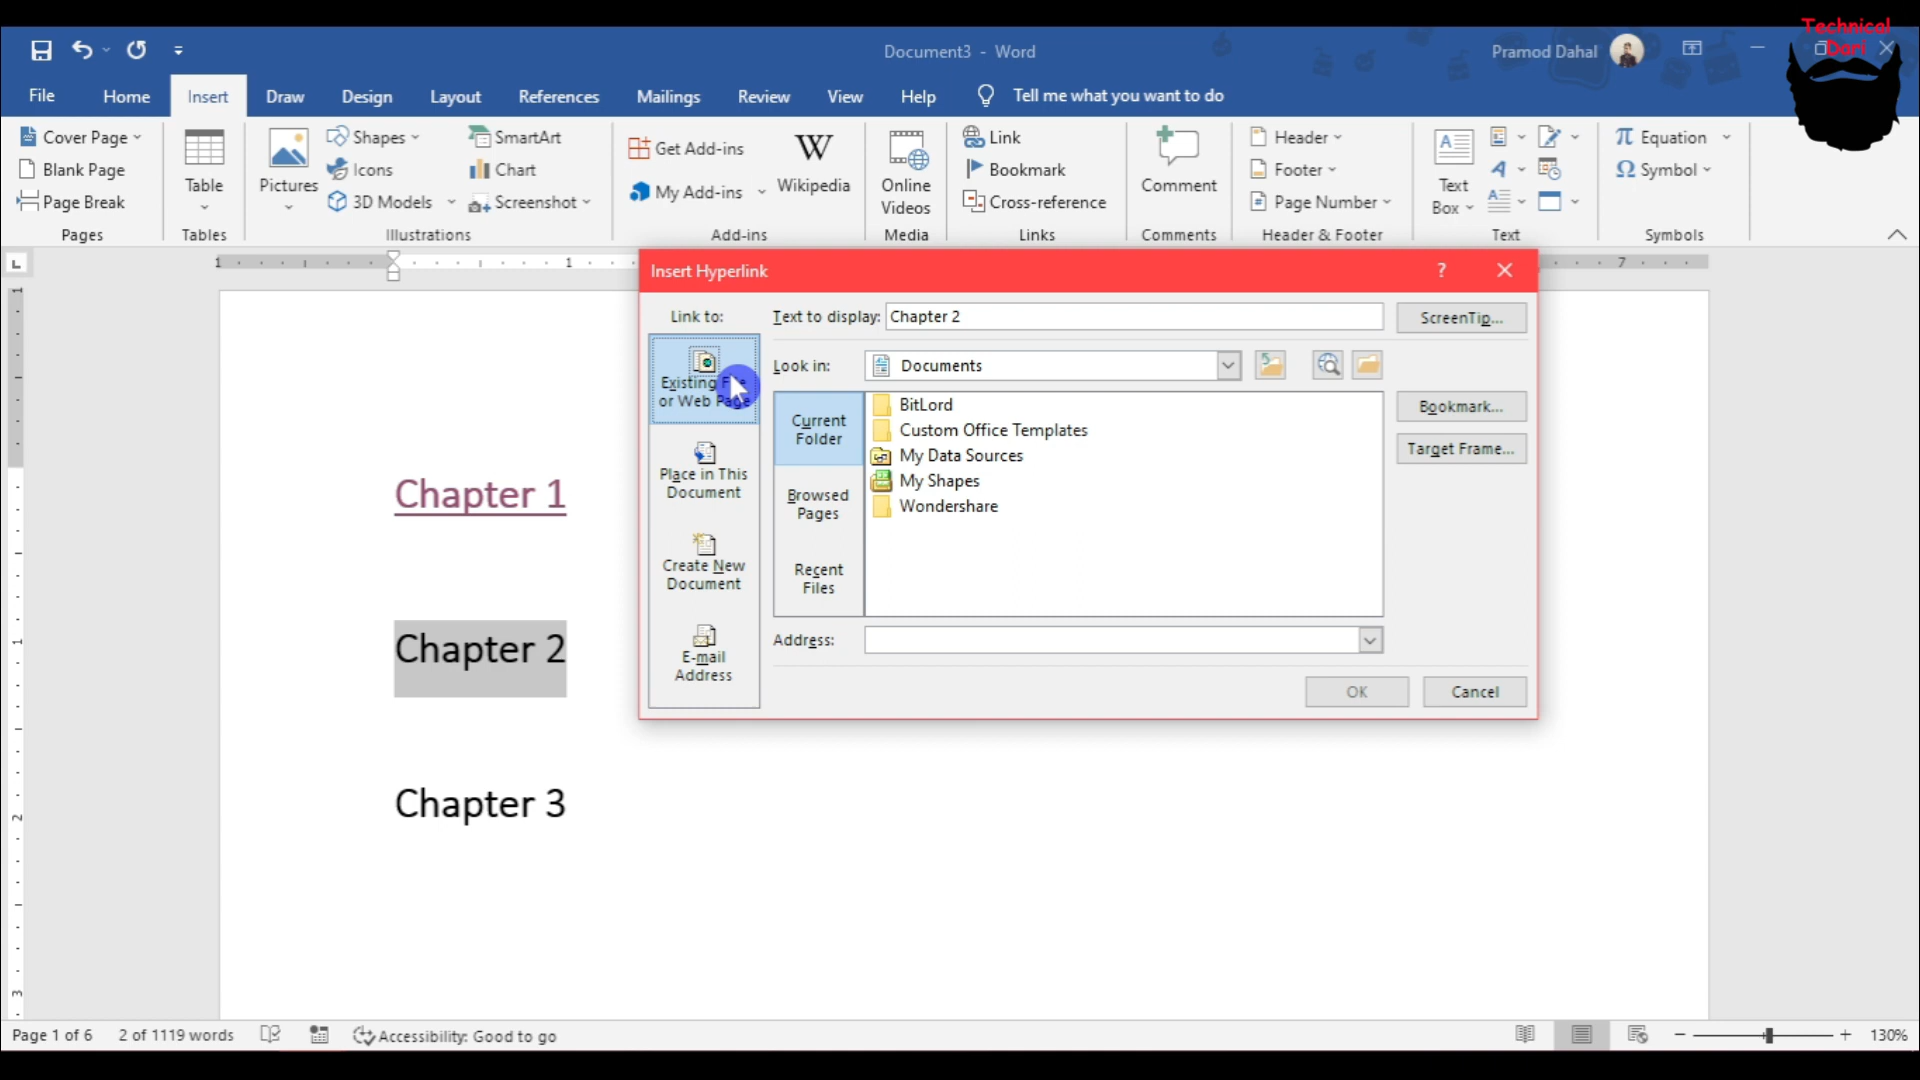 Technical
Dari
Document3 - Word
Pramod Dahal
File Home Insert Draw Design Layout References Mailings Review View Help Tell me what you want to do
Cover Page
Blank Page
Page Break
Pages
Table
Tables
Pictures
Shapes
Icons
3D Models
SmartArt
Chart
Screenshot
Illustrations
Get Add-ins
My Add-ins
Wikipedia
Add-ins
Online
Videos
Media
Link
Bookmark
Cross-reference
Links
Comment
Comments
Header
Footer
Page Number
Header & Footer
Text
Box
Text
Equation
Symbol
Symbols
1 1 7
Chapter 1
Chapter 2
Chapter 3
Insert Hyperlink
Link to:
Existing File
or Web Page
Place in This
Document
Create New
Document
E-mail
Address
Text to display: Chapter 2
ScreenTip...
Look in: Documents
Current
Folder
Browsed
Pages
Recent
Files
BitLord
Custom Office Templates
My Data Sources
My Shapes
Wondershare
Bookmark...
Target Frame...
Address:
OK Cancel
Page 1 of 6 2 of 1119 words Accessibility: Good to go 130%